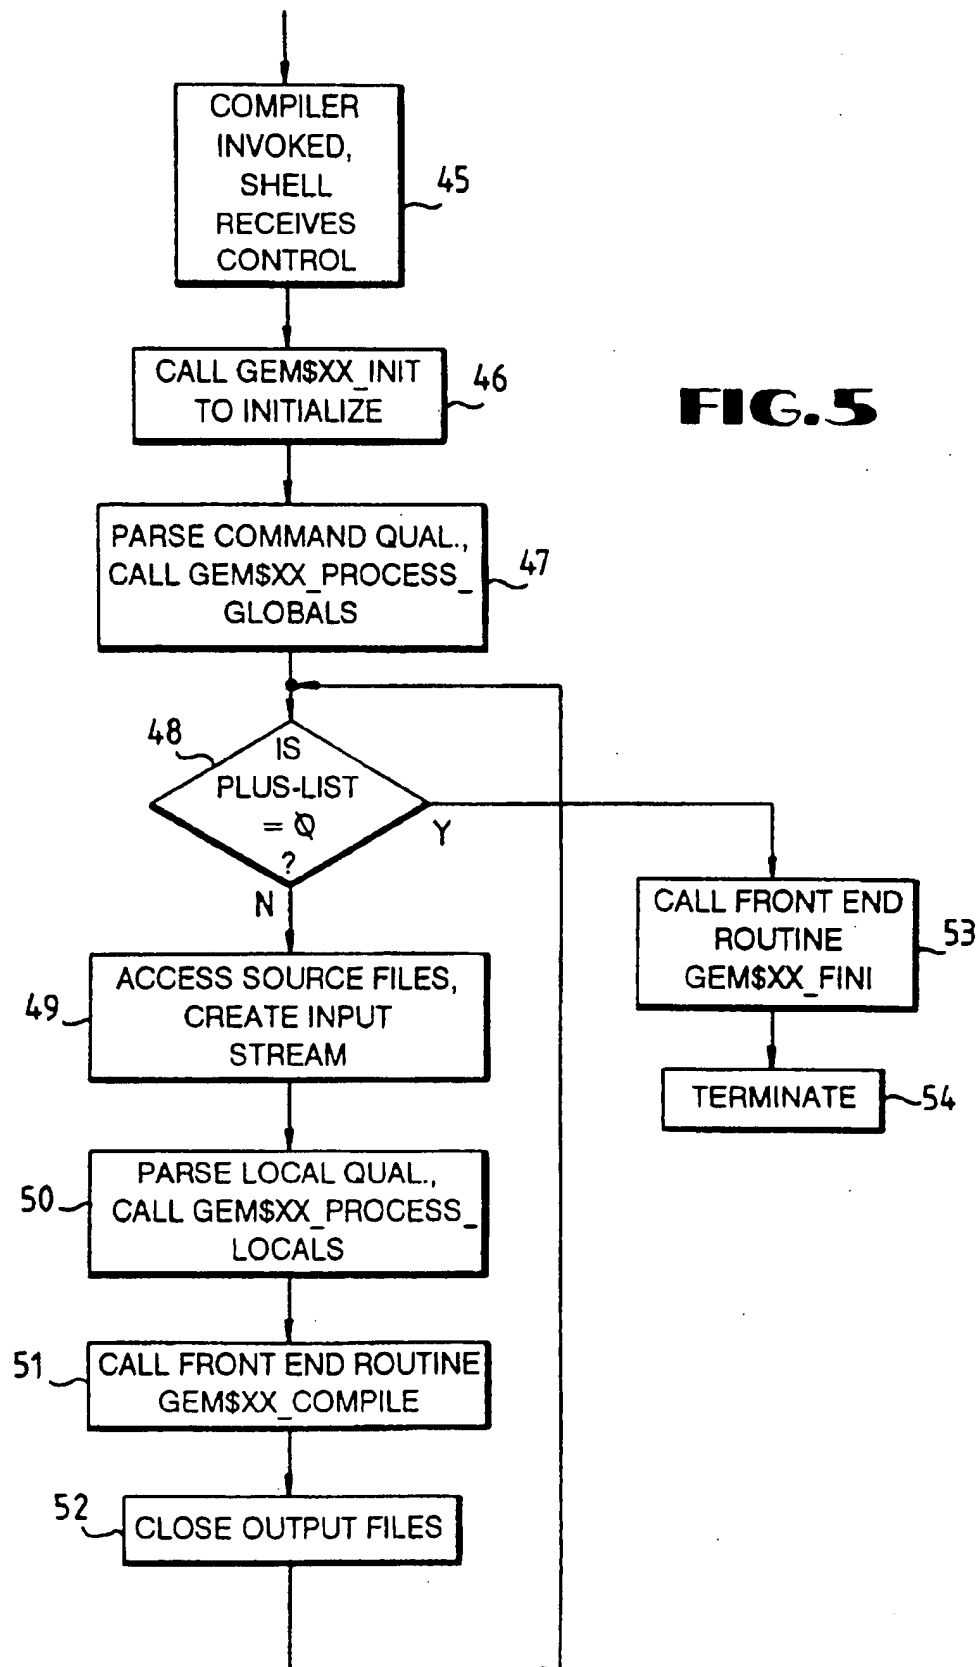 COMPILER
INVOKED,
SHELL
RECEIVES
CONTROL
45
CALL GEM$XX_INIT
TO INITIALIZE
46
FIG.5
PARSE COMMAND QUAL.,
CALL GEM$XX_PROCESS_
GLOBALS
47
48
IS
PLUS-LIST
= Ø
?
Y
N
CALL FRONT END
ROUTINE
GEM$XX_FINI
53
ACCESS SOURCE FILES,
CREATE INPUT
STREAM
49
TERMINATE
54
PARSE LOCAL QUAL.,
CALL GEM$XX_PROCESS_
LOCALS
50
CALL FRONT END ROUTINE
GEM$XX_COMPILE
51
52
CLOSE OUTPUT FILES